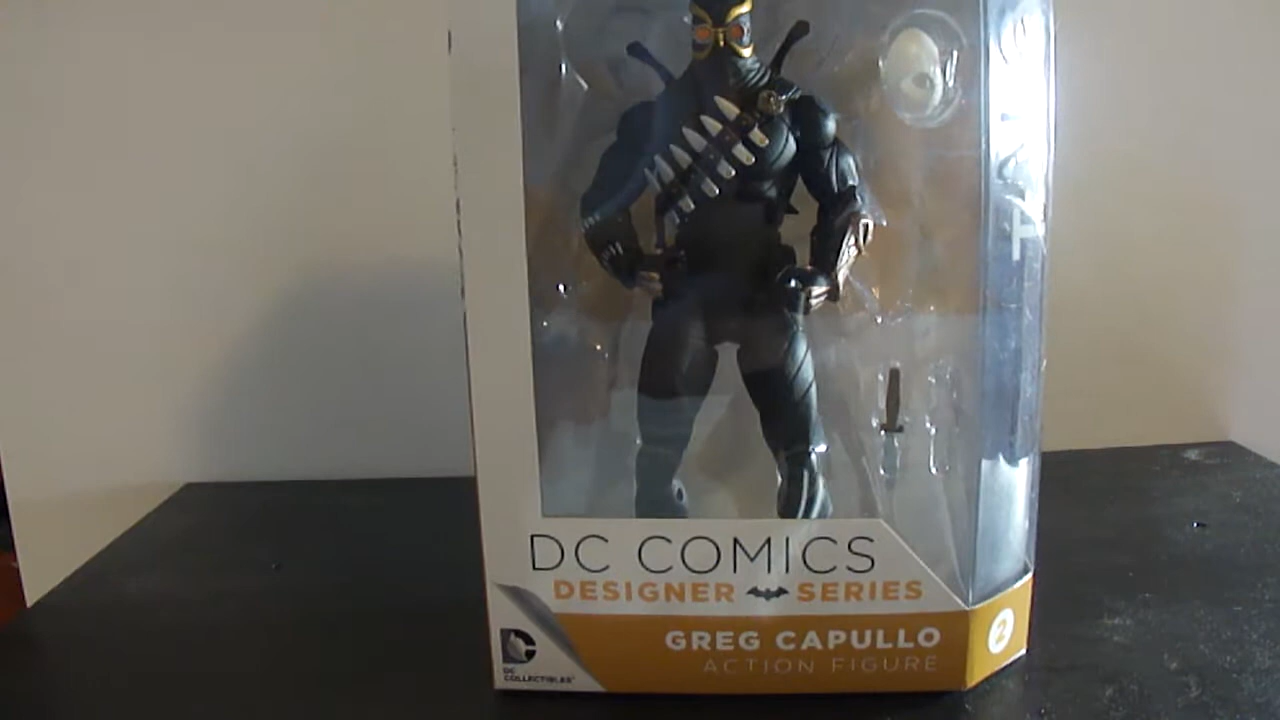 DC COMICS
DESIGNER SERIES
GREG CAPULLO
ACTION FIGURE
2
DC
COLLECTIBLES